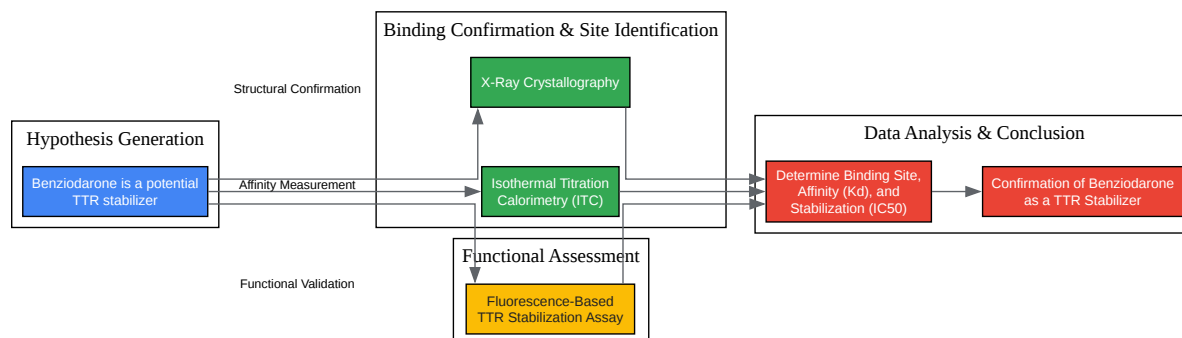 Binding Confirmation & Site Identification
X-Ray Crystallography
Structural Confirmation
Hypothesis Generation
Benziodarone is a potential
TTR stabilizer
Affinity Measurement
Isothermal Titration
Calorimetry (ITC)
Data Analysis & Conclusion
Determine Binding Site,
Affinity (Kd), and
Stabilization (IC50)
Confirmation of Benziodarone
as a TTR Stabilizer
Functional Assessment
Functional Validation
Fluorescence-Based
TTR Stabilization Assay